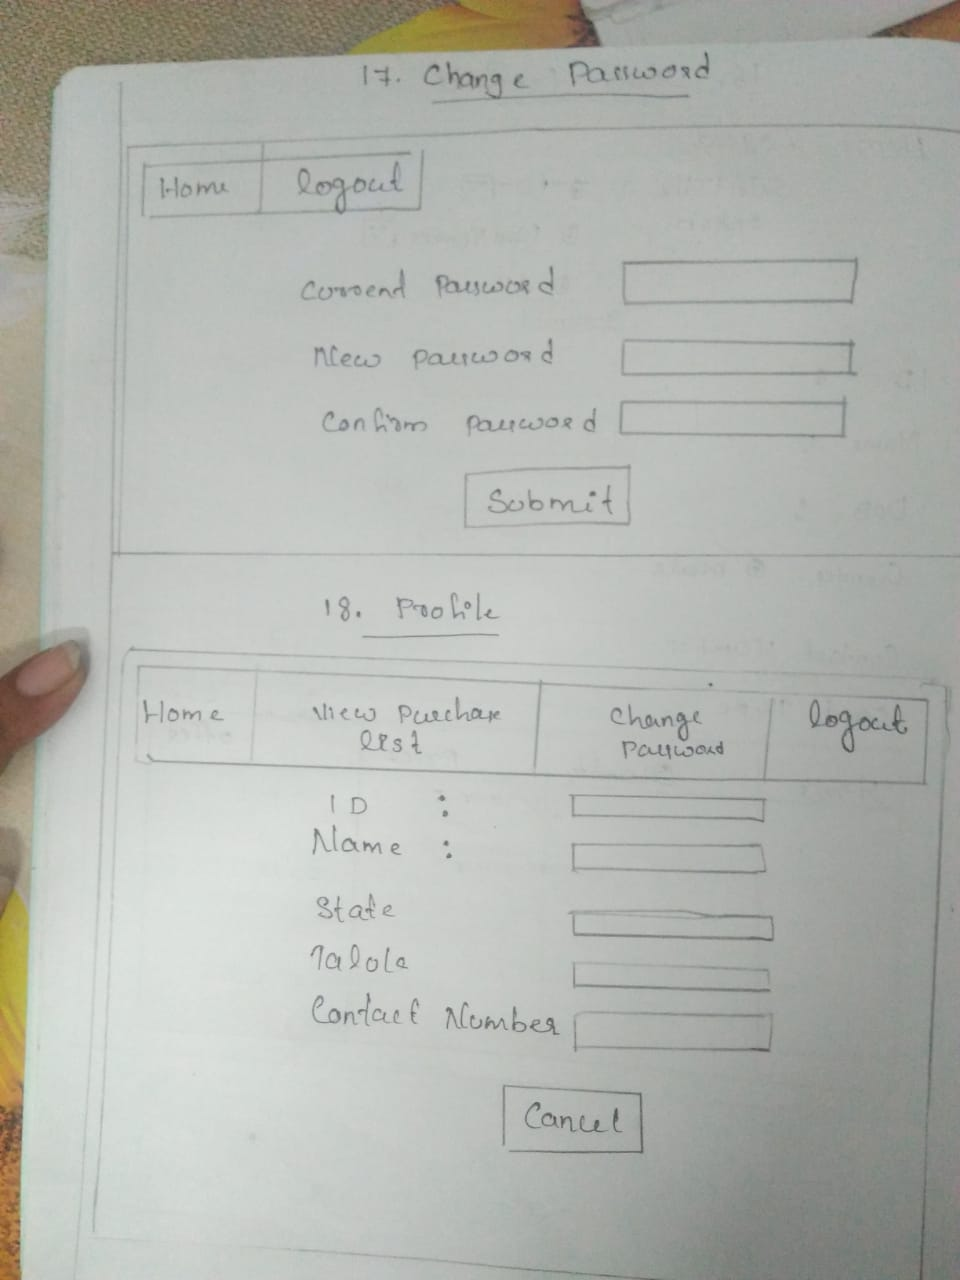 17. Change Password
Home logout
Current Password
New password
Confirm password
Submit
18. Profile
Home View Purchase list Change Password logout
ID :
Name :
State
Taluk
Contact Number
Cancel